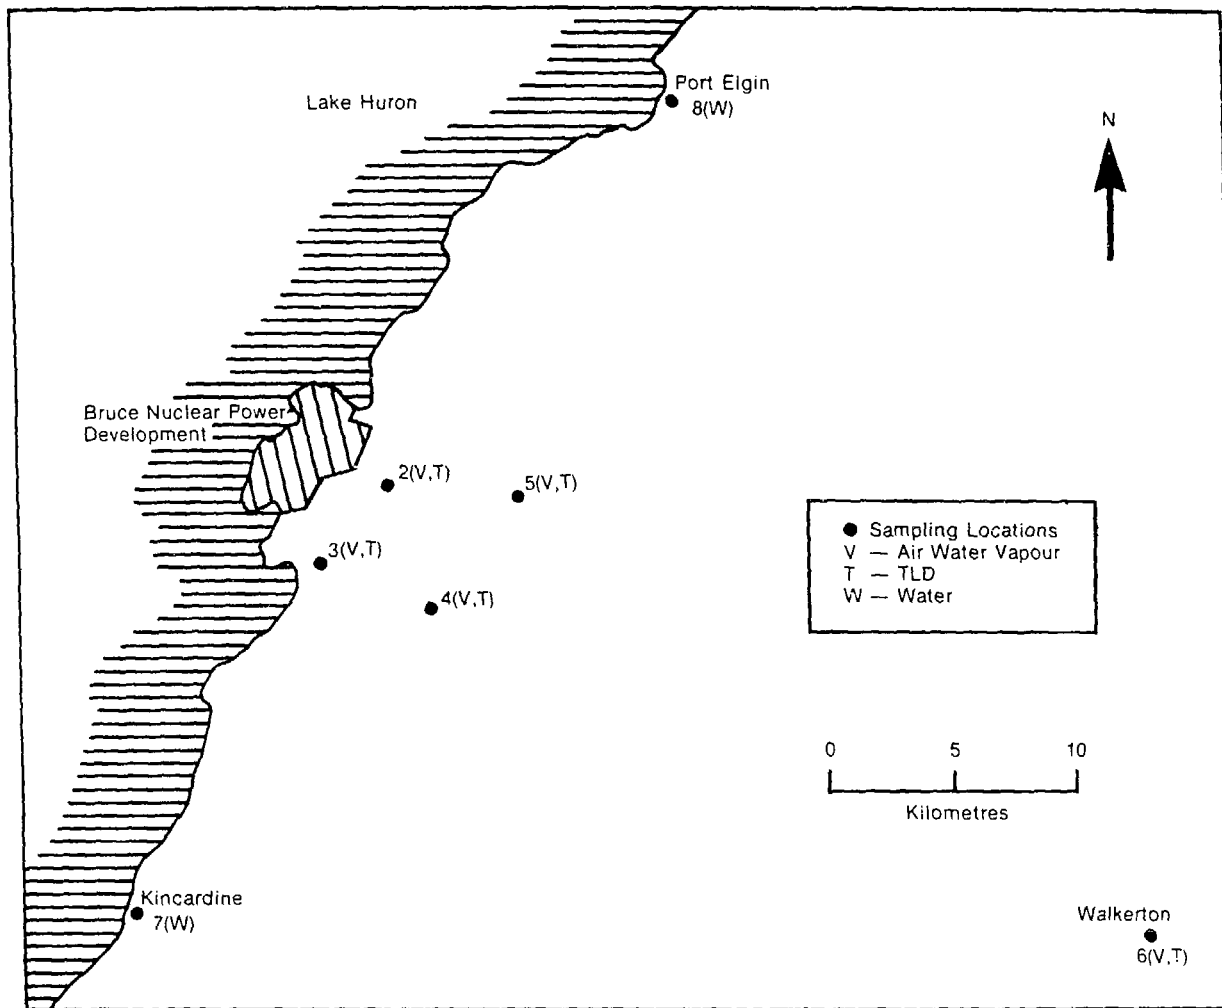 Port Elgin
8(W)
Lake Huron
N
Bruce Nuclear Power
Development
2(V,T)
5(V,T)
3(V,T)
4(V,T)
● Sampling Locations
V — Air Water Vapour
T — TLD
W — Water
0 5 10
Kilometres
Kincardine
7(W)
Walkerton
6(V,T)